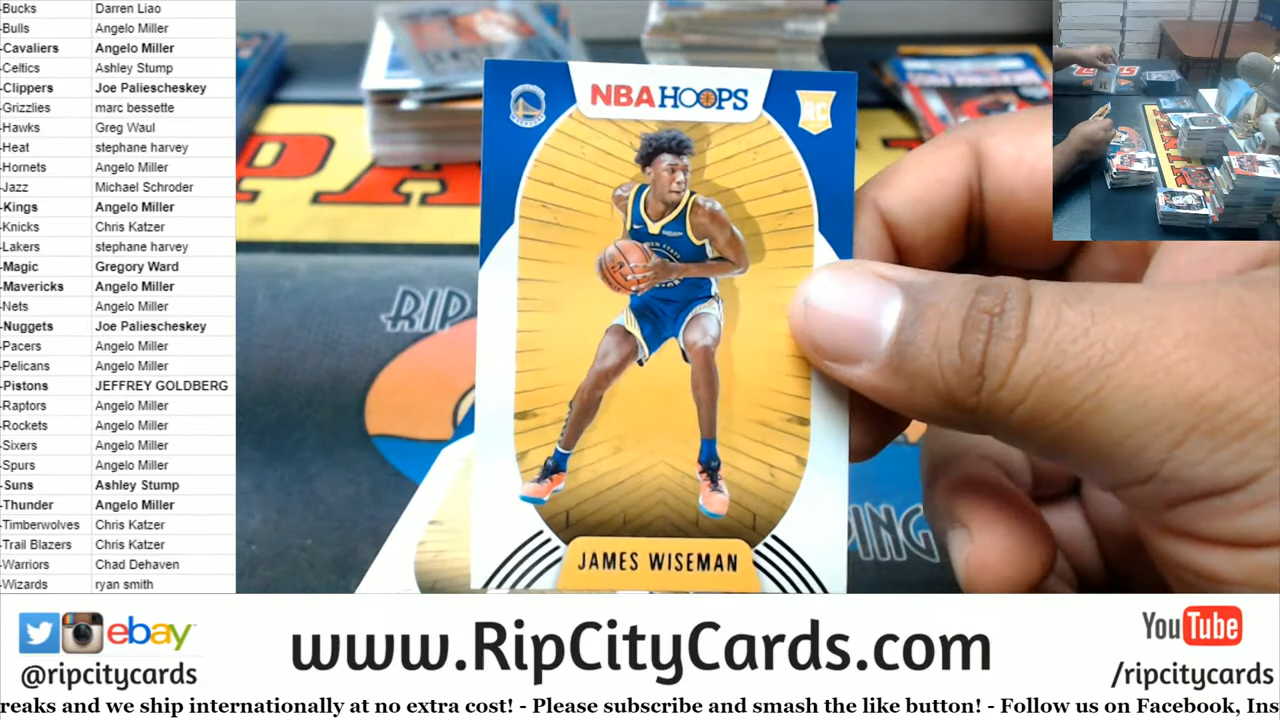 -Bucks Darren Liao
-Bulls Angelo Miller
-Cavaliers Angelo Miller
-Celtics Ashley Stump
-Clippers Joe Paliescheskey
-Grizzlies marc bessette
-Hawks Greg Waul
-Heat stephane harvey
-Hornets Angelo Miller
-Jazz Michael Schroder
-Kings Angelo Miller
-Knicks Chris Katzer
-Lakers stephane harvey
-Magic Gregory Ward
-Mavericks Angelo Miller
-Nets Angelo Miller
-Nuggets Joe Paliescheskey
-Pacers Angelo Miller
-Pelicans Angelo Miller
-Pistons JEFFREY GOLDBERG
-Raptors Angelo Miller
-Rockets Angelo Miller
-Sixers Angelo Miller
-Spurs Angelo Miller
-Suns Ashley Stump
-Thunder Angelo Miller
-Timberwolves Chris Katzer
-Trail Blazers Chris Katzer
-Warriors Chad Dehaven
-Wizards ryan smith
NBA HOOPS
RC
RIP
JAMES WISEMAN
ebay
@ripcitycards
www.RipCityCards.com
YouTube
/ripcitycards
reaks and we ship internationally at no extra cost! - Please subscribe and smash the like button! - Follow us on Facebook, Ins